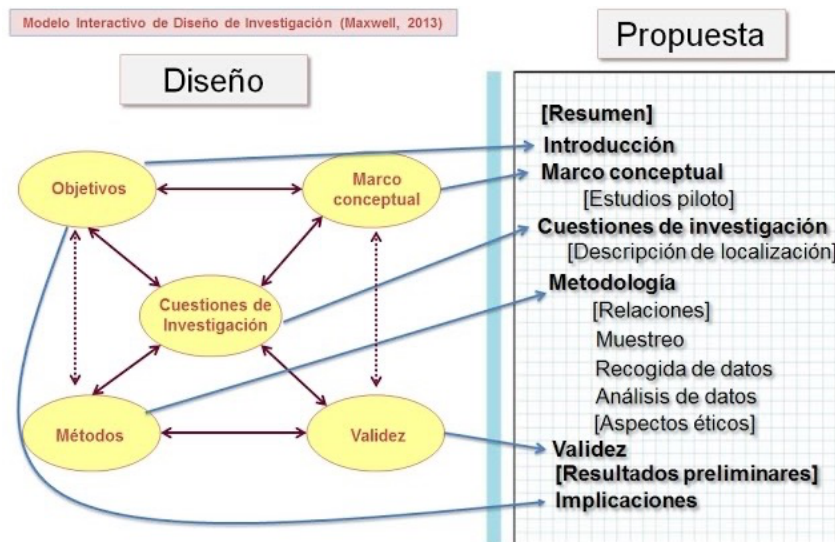 Modelo Interactivo de Diseño de Investigación (Maxwell, 2013)
Diseño
Objetivos
Marco
conceptual
Cuestiones de
Investigación
Métodos
Validez
Propuesta
[Resumen]
Introducción
Marco conceptual
[Estudios piloto]
Cuestiones de investigación
[Descripción de localización]
Metodología
[Relaciones]
Muestreo
Recogida de datos
Análisis de datos
[Aspectos éticos]
Validez
[Resultados preliminares]
Implicaciones